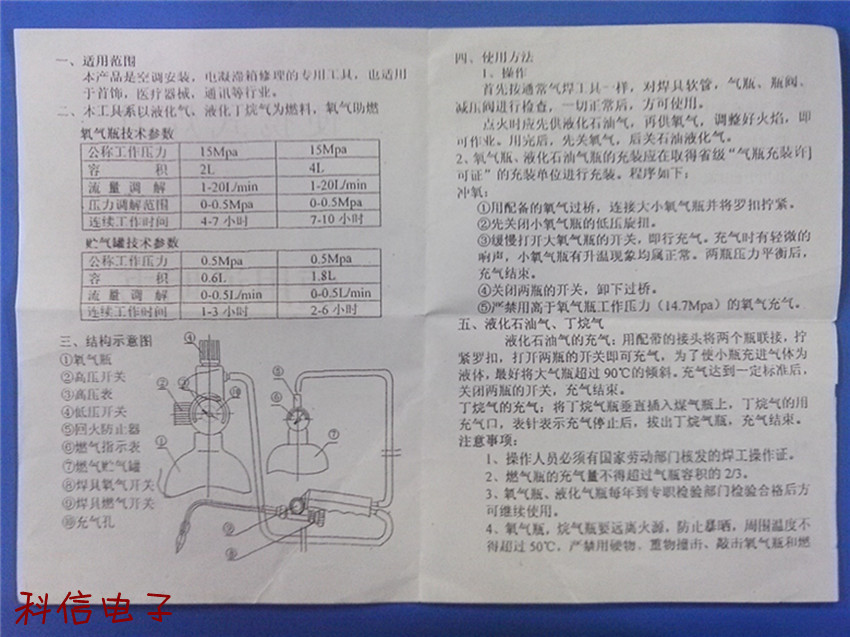 一、适用范围
本产品是空调安装，电凝滞箱修理的专用工具，也适用
于首饰，医疗器械，通讯等行业。
二、本工具系以液化气，液化丁烷气为燃料，氧气助燃
氧气瓶技术参数
公称工作压力 15Mpa 15Mpa
容积 2L 4L
流量调解 1-20L/min 1-20L/min
压力调解范围 0-0.5Mpa 0-0.5Mpa
连续工作时间 4-7小时 7-10小时
贮气罐技术参数
公称工作压力 0.5Mpa 0.5Mpa
容积 0.6L 1.8L
流量调解 0-0.5L/min 0-0.5L/min
连续工作时间 1-3小时 2-6小时
三、结构示意图
①氧气瓶
②高压开关
③高压表
④低压开关
⑤回火防止器
⑥燃气指示表
⑦燃气贮气罐
⑧焊具氧气开关
⑨焊具燃气开关
⑩充气孔
四、使用方法
1、操作
首先按通常气焊工具一样，对焊具软管，气瓶、瓶阀、
减压阀进行检查，一切正常后，方可使用。
点火时应先供液化石油气，再供氧气，调整好火焰，即
可作业。用完后，先关氧气，后关石油液化气。
2、氧气瓶、液化石油气瓶的充装应在取得省级“气瓶充装许
可证”的充装单位进行充装。程序如下：
冲氧：
①用配备的氧气过桥，连接大小氧气瓶并将罗扣拧紧。
②先关闭小氧气瓶的低压旋扭。
③缓慢打开大氧气瓶的开关，即行充气。充气时有轻微的
响声，小氧气瓶有升温现象均属正常。两瓶压力平衡后，
充气结束。
④关闭两瓶的开关，卸下过桥。
⑤严禁用高于氧气瓶工作压力（14.7Mpa）的氧气充气。
五、液化石油气、丁烷气
液化石油气的充气：用配带的接头将两个瓶联接，拧
紧罗扣，打开两瓶的开关即可充气，为了使小瓶充进气体为
液体，最好将大气瓶超过90℃的倾斜。充气达到一定标准后，
关闭两瓶的开关，充气结束。
丁烷气的充气：将丁烷气瓶垂直插入煤气瓶上，丁烷气的用
充气口，表针表示充气停止后，拔出丁烷气瓶，充气结束。
注意事项：
1、操作人员必须有国家劳动部门核发的焊工操作证。
2、燃气瓶的充气量不得超过气瓶容积的2/3。
3、氧气瓶、液化气瓶每年到专职检验部门检验合格后方
可继续使用。
4、氧气瓶，烷气瓶要远离火源，防止暴晒，周围温度不
得超过50℃，严禁用硬物、重物撞击、敲击氧气瓶和燃
科信电子